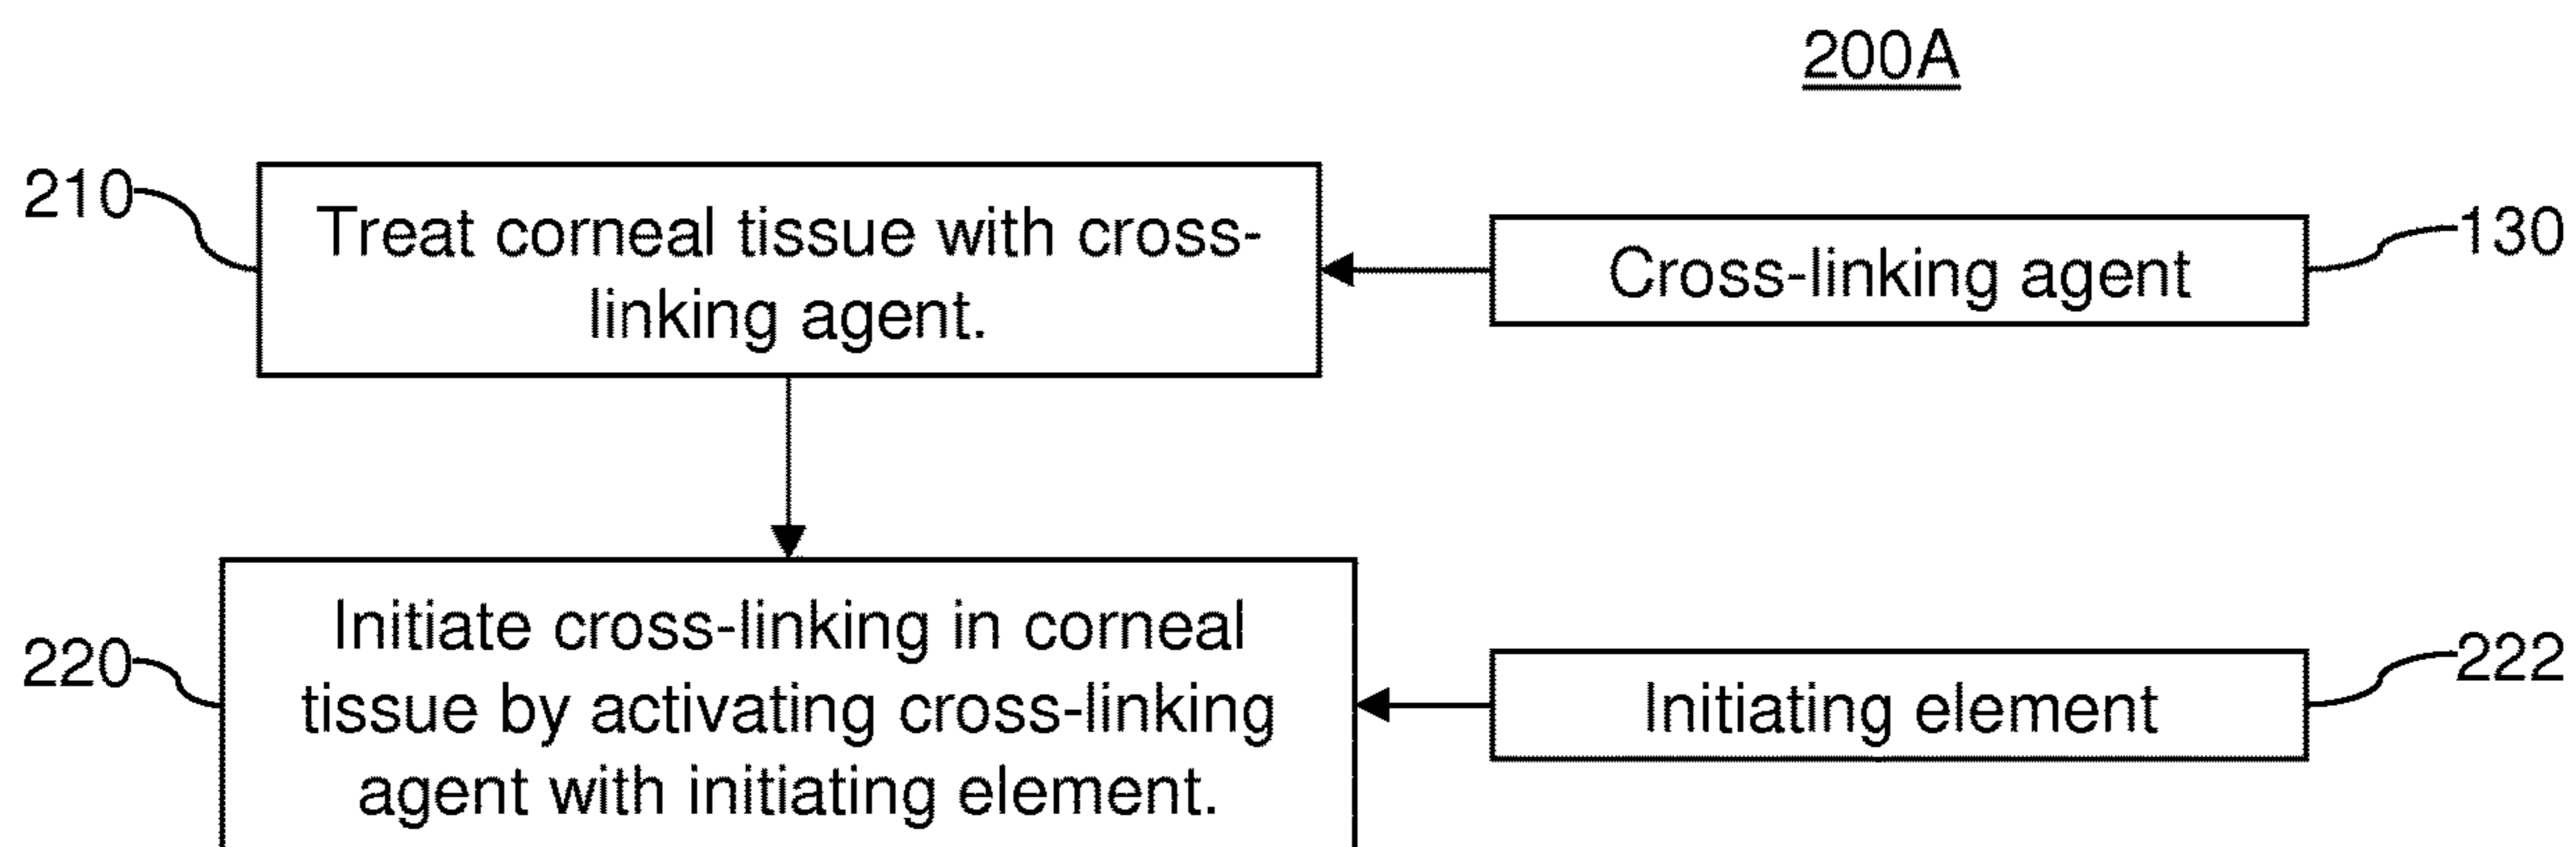 200A
210
Treat corneal tissue with cross-
linking agent.
Cross-linking agent
130
220
Initiate cross-linking in corneal
tissue by activating cross-linking
agent with initiating element.
Initiating element
222